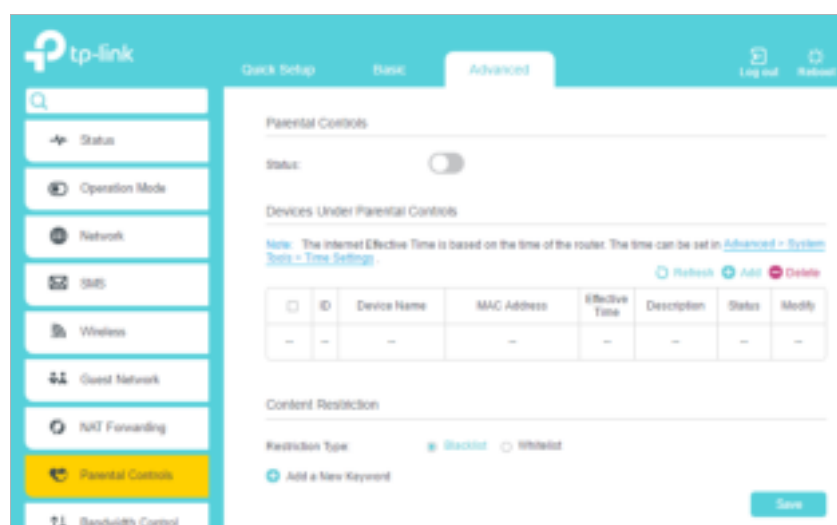 tp-link
Quick Setup Basic Advanced Log out Reboot
Status
Operation Mode
Network
SMS
Wireless
Guest Network
NAT Forwarding
Parental Controls
Bandwidth Control
Parental Controls
Status:
Devices Under Parental Controls
Note: The Internet Effective Time is based on the time of the router. The time can be set in Advanced > System
Tools > Time Settings .
Refresh Add Delete
ID Device Name MAC Address Effective Time Description Status Modify
-- -- -- -- -- -- -- --
Content Restriction
Restriction Type: Blacklist Whitelist
Add a New Keyword
Save